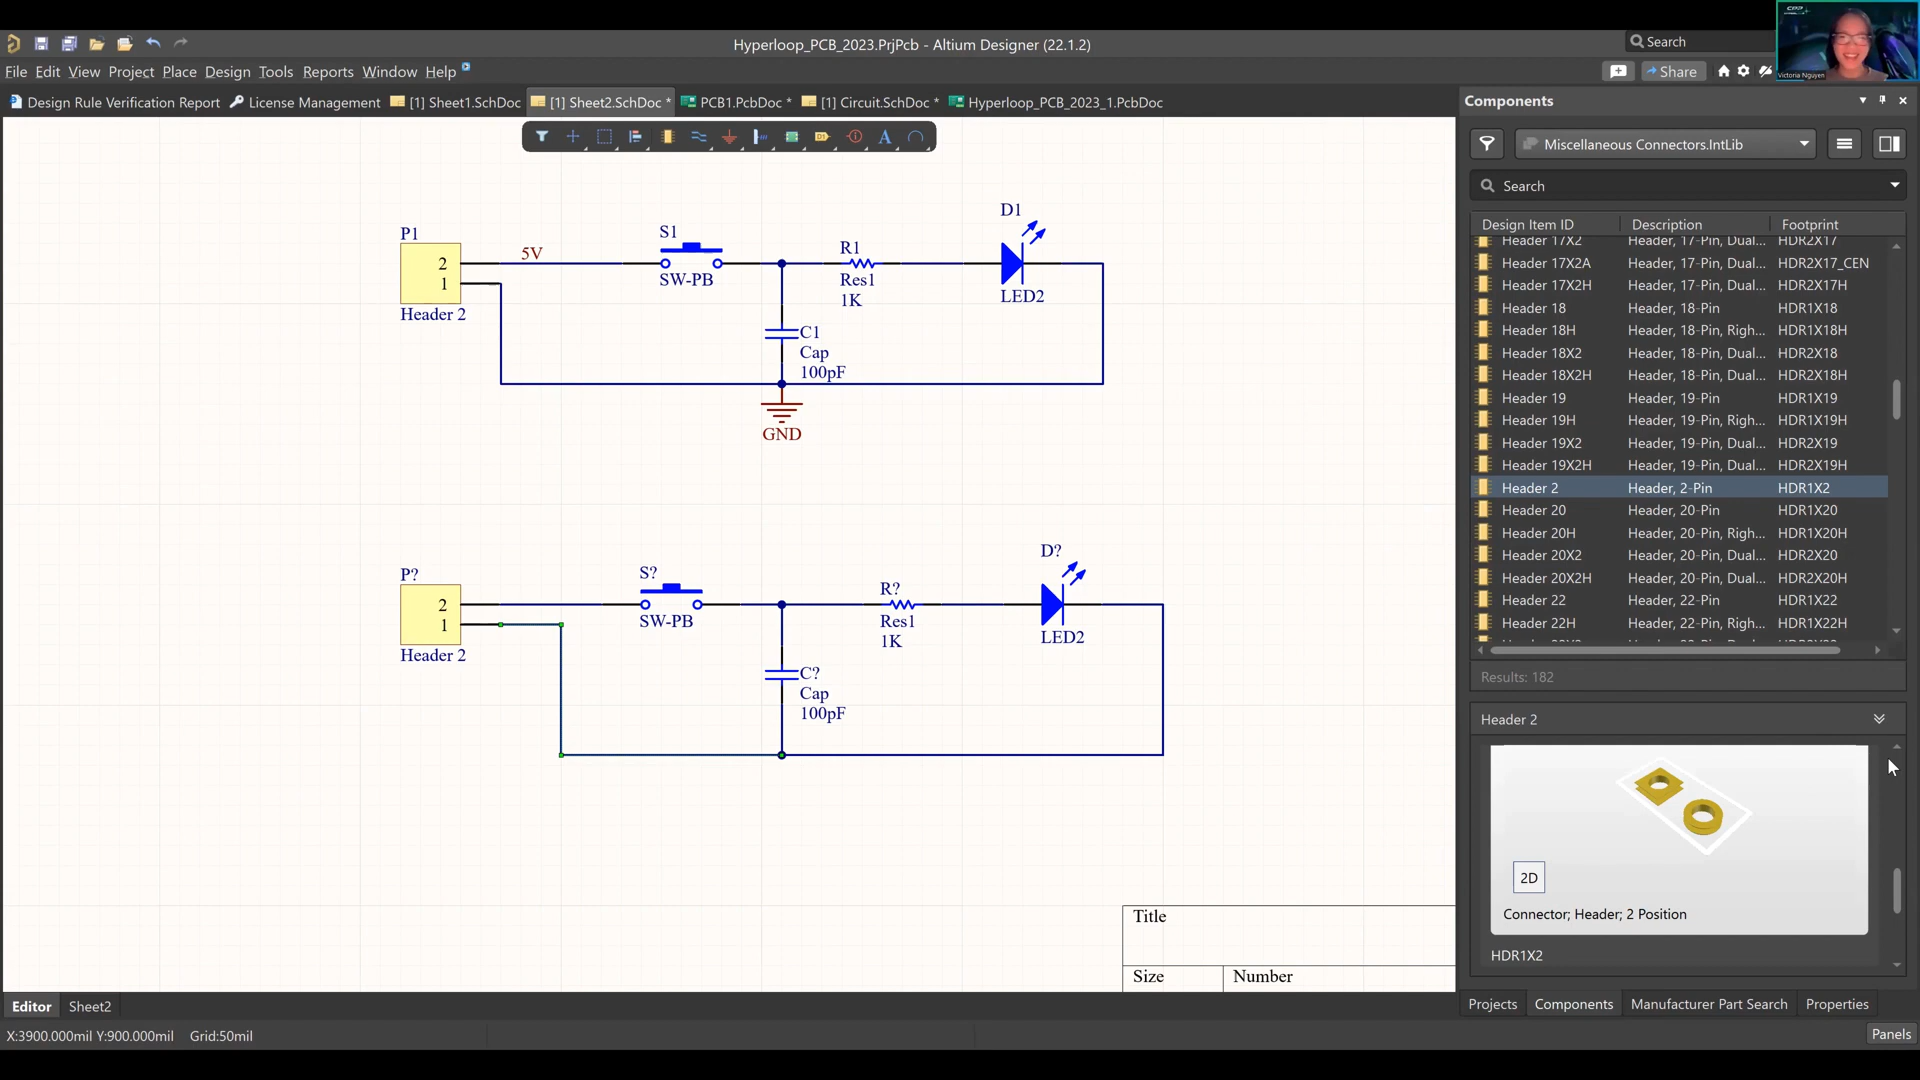 Hyperloop_PCB_2023.PrjPcb - Altium Designer (22.1.2)
Search
CPP
Victoria Nguyen
File Edit View Project Place Design Tools Reports Window Help
Share
Design Rule Verification Report
License Management
[1] Sheet1.SchDoc
[1] Sheet2.SchDoc *
PCB1.PcbDoc *
[1] Circuit.SchDoc *
Hyperloop_PCB_2023_1.PcbDoc
Components
Miscellaneous Connectors.IntLib
Search
Design Item ID Description Footprint
Header 17X2 Header, 17-Pin, Dual... HDR2X17
Header 17X2A Header, 17-Pin, Dual... HDR2X17_CEN
Header 17X2H Header, 17-Pin, Dual... HDR2X17H
Header 18 Header, 18-Pin HDR1X18
Header 18H Header, 18-Pin, Righ... HDR1X18H
Header 18X2 Header, 18-Pin, Dual... HDR2X18
Header 18X2H Header, 18-Pin, Dual... HDR2X18H
Header 19 Header, 19-Pin HDR1X19
Header 19H Header, 19-Pin, Righ... HDR1X19H
Header 19X2 Header, 19-Pin, Dual... HDR2X19
Header 19X2H Header, 19-Pin, Dual... HDR2X19H
Header 2 Header, 2-Pin HDR1X2
Header 20 Header, 20-Pin HDR1X20
Header 20H Header, 20-Pin, Righ... HDR1X20H
Header 20X2 Header, 20-Pin, Dual... HDR2X20
Header 20X2H Header, 20-Pin, Dual... HDR2X20H
Header 22 Header, 22-Pin HDR1X22
Header 22H Header, 22-Pin, Righ... HDR1X22H
Results: 182
Header 2
2D
Connector; Header; 2 Position
HDR1X2
P1
2
1
Header 2
5V
S1
SW-PB
R1
Res1
1K
D1
LED2
C1
Cap
100pF
GND
P?
2
1
Header 2
S?
SW-PB
R?
Res1
1K
D?
LED2
C?
Cap
100pF
Title
Size
Number
Editor
Sheet2
Projects
Components
Manufacturer Part Search
Properties
X:3900.000mil Y:900.000mil Grid:50mil
Panels